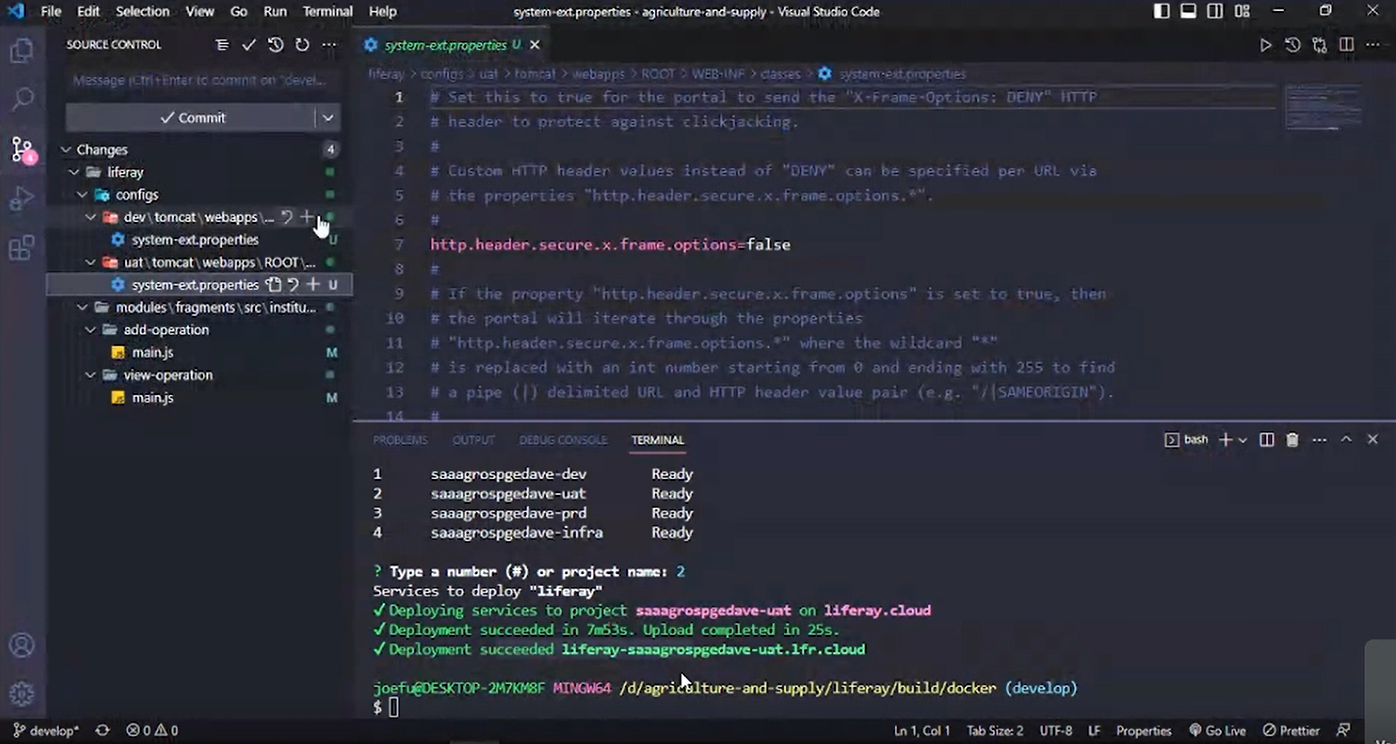 File Edit Selection View Go Run Terminal Help system-ext.properties - agriculture-and-supply - Visual Studio Code
SOURCE CONTROL
Message (Ctrl+Enter to commit on "devel...
Commit
Changes 4
liferay
configs
dev\tomcat\webapps\...
system-ext.properties U
uat\tomcat\webapps\ROOT\...
system-ext.properties U
modules\fragments\src\institu...
add-operation
main.js M
view-operation
main.js M
4
system-ext.properties U
liferay > configs > uat > tomcat > webapps > ROOT > WEB-INF > classes > system-ext.properties
1 # Set this to true for the portal to send the "X-Frame-Options: DENY" HTTP
2 # header to protect against clickjacking.
3 #
4 # Custom HTTP header values instead of "DENY" can be specified per URL via
5 # the properties "http.header.secure.x.frame.options.*".
6 #
7 http.header.secure.x.frame.options=false
8 #
9 # If the property "http.header.secure.x.frame.options" is set to true, then
10 # the portal will iterate through the properties
11 # "http.header.secure.x.frame.options.*" where the wildcard "*"
12 # is replaced with an int number starting from 0 and ending with 255 to find
13 # a pipe (|) delimited URL and HTTP header value pair (e.g. "/|SAMEORIGIN").
14 #
PROBLEMS OUTPUT DEBUG CONSOLE TERMINAL bash
1 saaagrospgedave-dev Ready
2 saaagrospgedave-uat Ready
3 saaagrospgedave-prd Ready
4 saaagrospgedave-infra Ready
? Type a number (#) or project name: 2
Services to deploy "liferay"
✓ Deploying services to project saaagrospgedave-uat on liferay.cloud
✓ Deployment succeeded in 7m53s. Upload completed in 25s.
✓ Deployment succeeded liferay-saaagrospgedave-uat.lfr.cloud
joefu@DESKTOP-2M7KM8F MINGW64 /d/agriculture-and-supply/liferay/build/docker (develop)
$
develop* 0 0 Ln 1, Col 1 Tab Size: 2 UTF-8 LF Properties Go Live Prettier